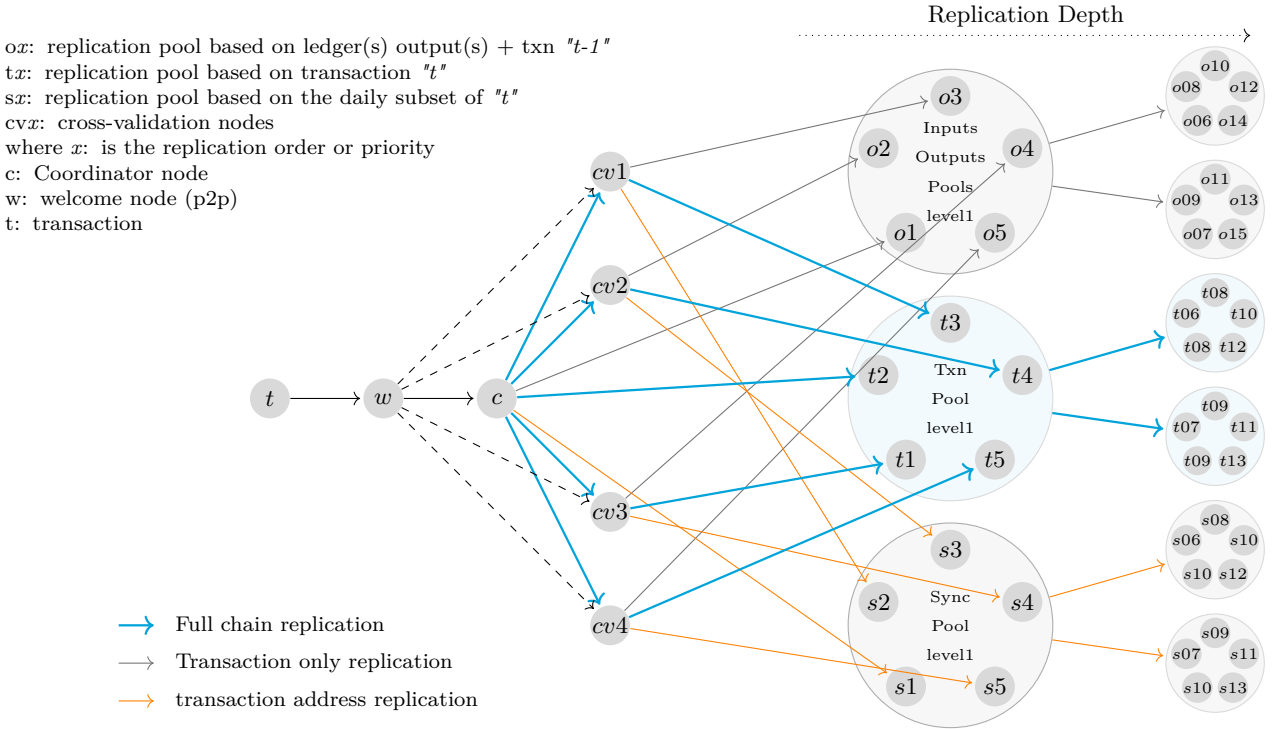 Replication Depth
ox: replication pool based on ledger(s) output(s) + txn "t-1"
tx: replication pool based on transaction "t"
sx: replication pool based on the daily subset of "t"
cvx: cross-validation nodes
where x: is the replication order or priority
c: Coordinator node
w: welcome node (p2p)
t: transaction
t
w
c
cv1
cv2
cv3
cv4
o3
Inputs
o2
Outputs
o4
Pools
level1
o1
o5
t3
Txn
t2
Pool
t4
level1
t1
t5
s3
Sync
s2
Pool
s4
level1
s1
s5
o10
o08
o12
o06
o14
o11
o09
o13
o07
o15
t08
t06
t10
t08
t12
t09
t07
t11
t09
t13
s08
s06
s10
s10
s12
s09
s07
s11
s10
s13
Full chain replication
Transaction only replication
transaction address replication